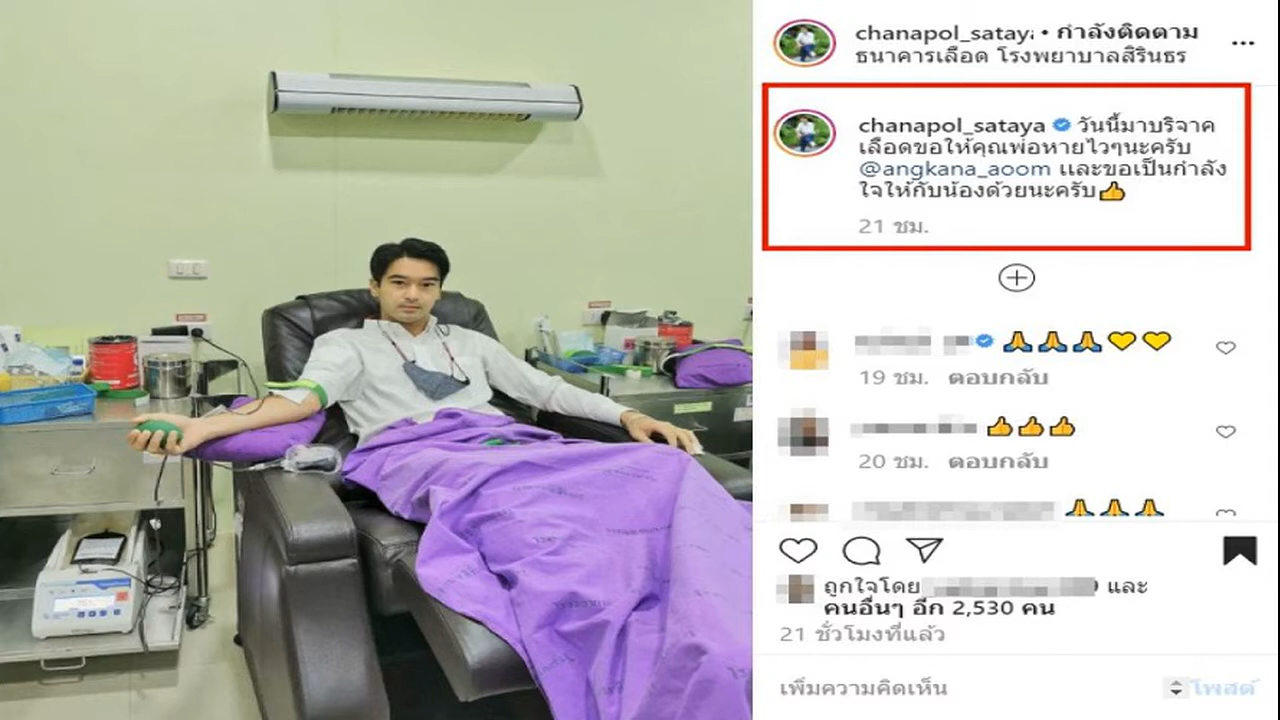 chanapol_sataya • กำลังติดตาม
ธนาคารเลือด โรงพยาบาลสิรินธร
chanapol_sataya วันนี้มาบริจาค
เลือดขอให้คุณพ่อหายไวๆนะครับ
@angkana_aoom และขอเป็นกำลัง
ใจให้กับน้องด้วยนะครับ👍
21 ชม.
🙏🙏🙏💛💛
19 ชม. ตอบกลับ
👍👍👍
20 ชม. ตอบกลับ
🙏🙏🙏
ถูกใจโดย และ
คนอื่นๆ อีก 2,530 คน
21 ชั่วโมงที่แล้ว
เพิ่มความคิดเห็น
โพสต์